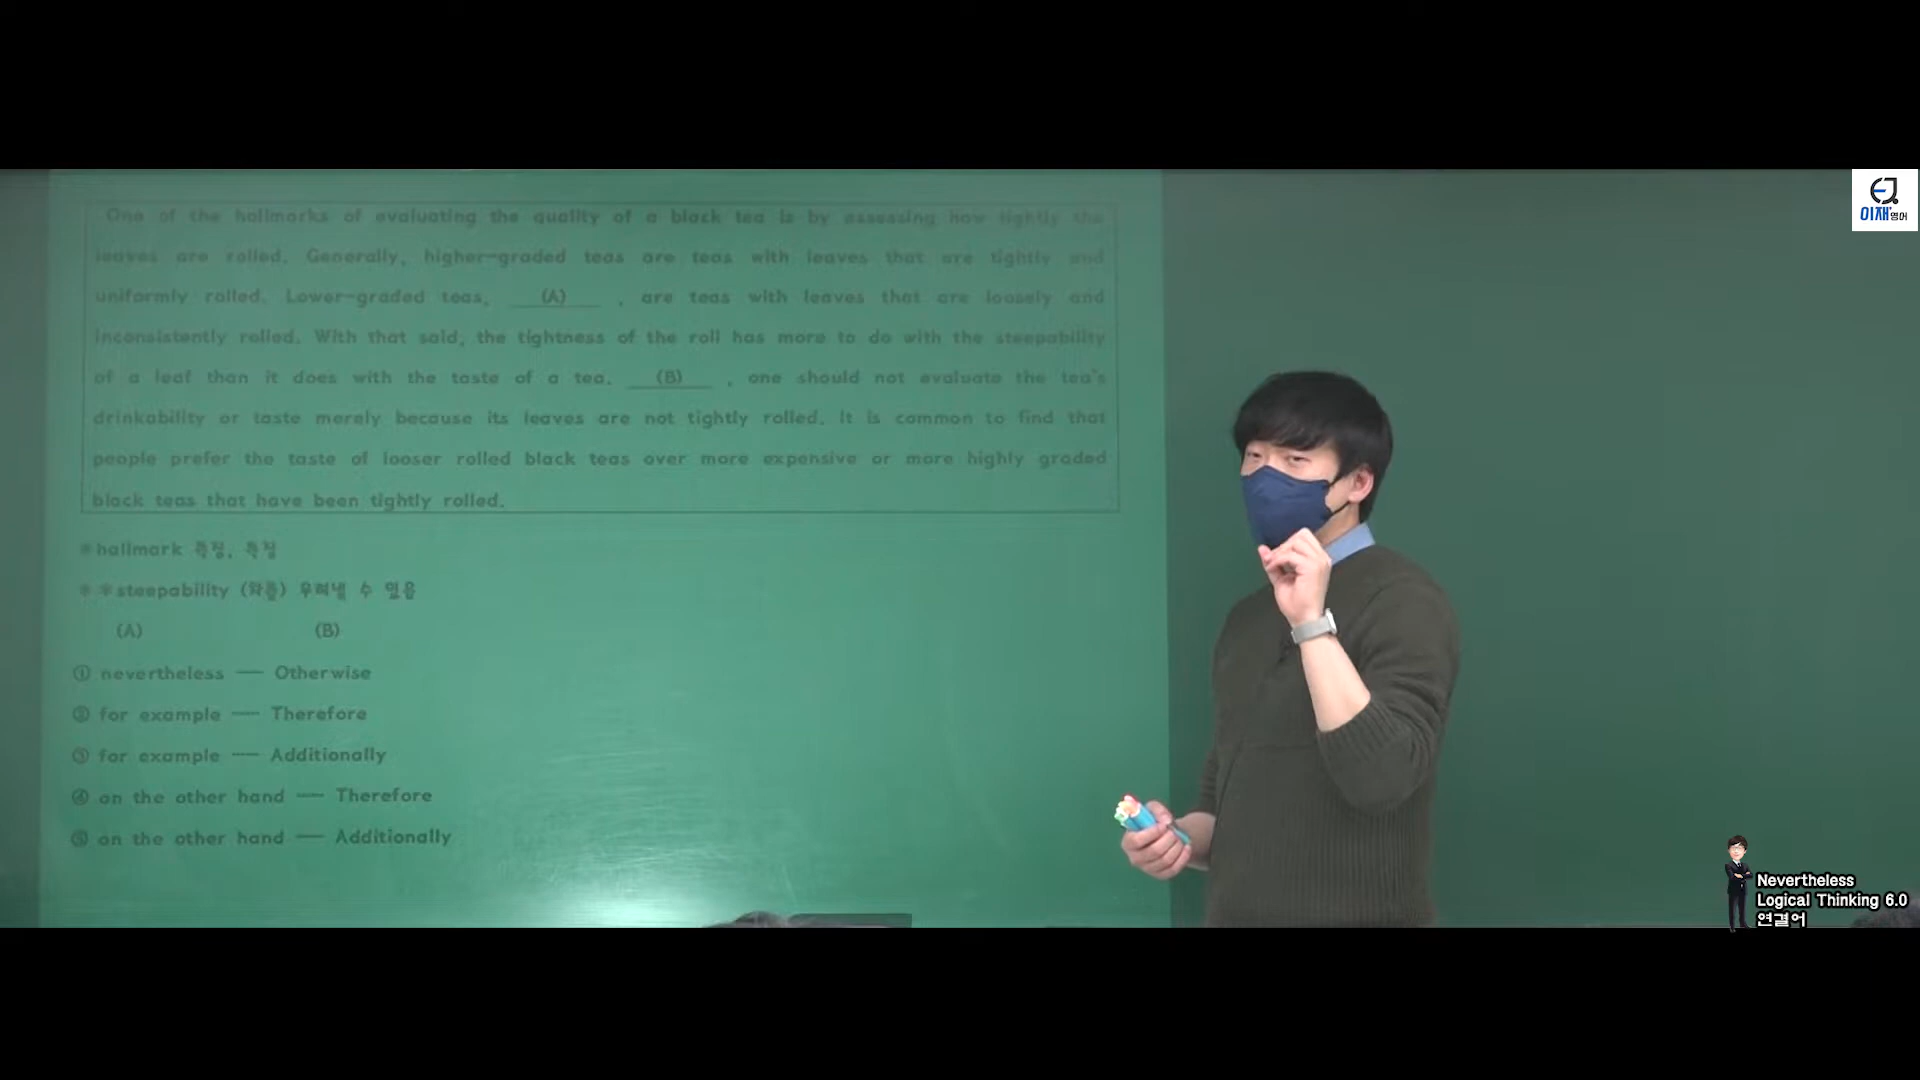 One of the hallmarks of evaluating the quality of a black tea is by assessing how tightly the
leaves are rolled. Generally, higher-graded teas are teas with leaves that are tightly and
uniformly rolled. Lower-graded teas, (A) , are teas with leaves that are loosely and
inconsistently rolled. With that said, the tightness of the roll has more to do with the steepability
of a leaf than it does with the taste of a tea. (B) , one should not evaluate the tea's
drinkability or taste merely because its leaves are not tightly rolled. It is common to find that
people prefer the taste of looser rolled black teas over more expensive or more highly graded
black teas that have been tightly rolled.
*hallmark 특징, 특징
**steepability (와플) 우려낼 수 있음
(A) (B)
① nevertheless — Otherwise
② for example — Therefore
③ for example — Additionally
④ on the other hand — Therefore
⑤ on the other hand — Additionally
EJ
이재영어
Nevertheless
Logical Thinking 6.0
연결어